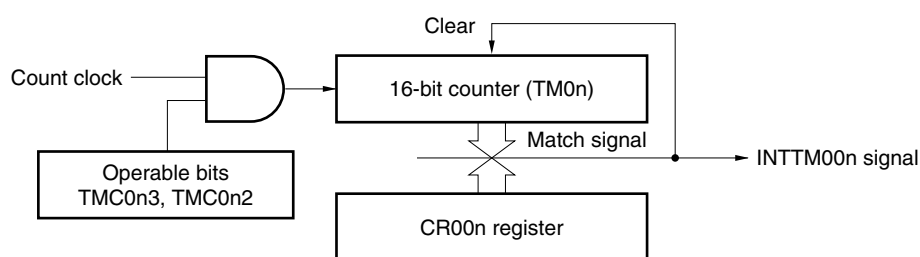 Clear
Count clock
16-bit counter (TM0n)
Match signal
INTTM00n signal
Operable bits
TMC0n3, TMC0n2
CR00n register